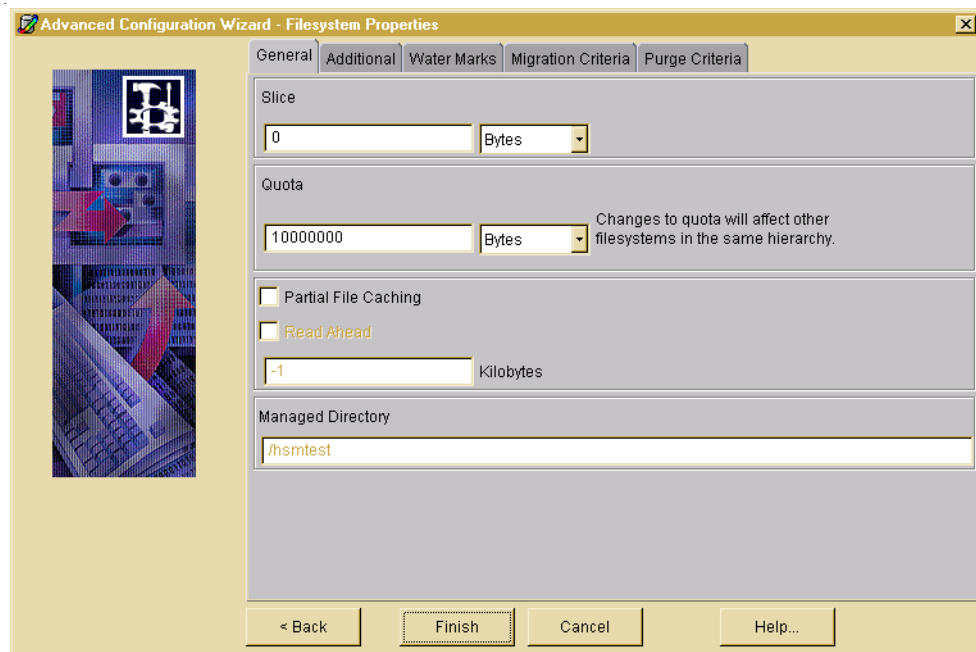 Advanced Configuration Wizard - Filesystem Properties
General Additional Water Marks Migration Criteria Purge Criteria
Slice
0 Bytes
Quota
10000000 Bytes
Changes to quota will affect other
filesystems in the same hierarchy.
Partial File Caching
Read Ahead
-1 Kilobytes
Managed Directory
/hsmtest
< Back Finish Cancel Help...